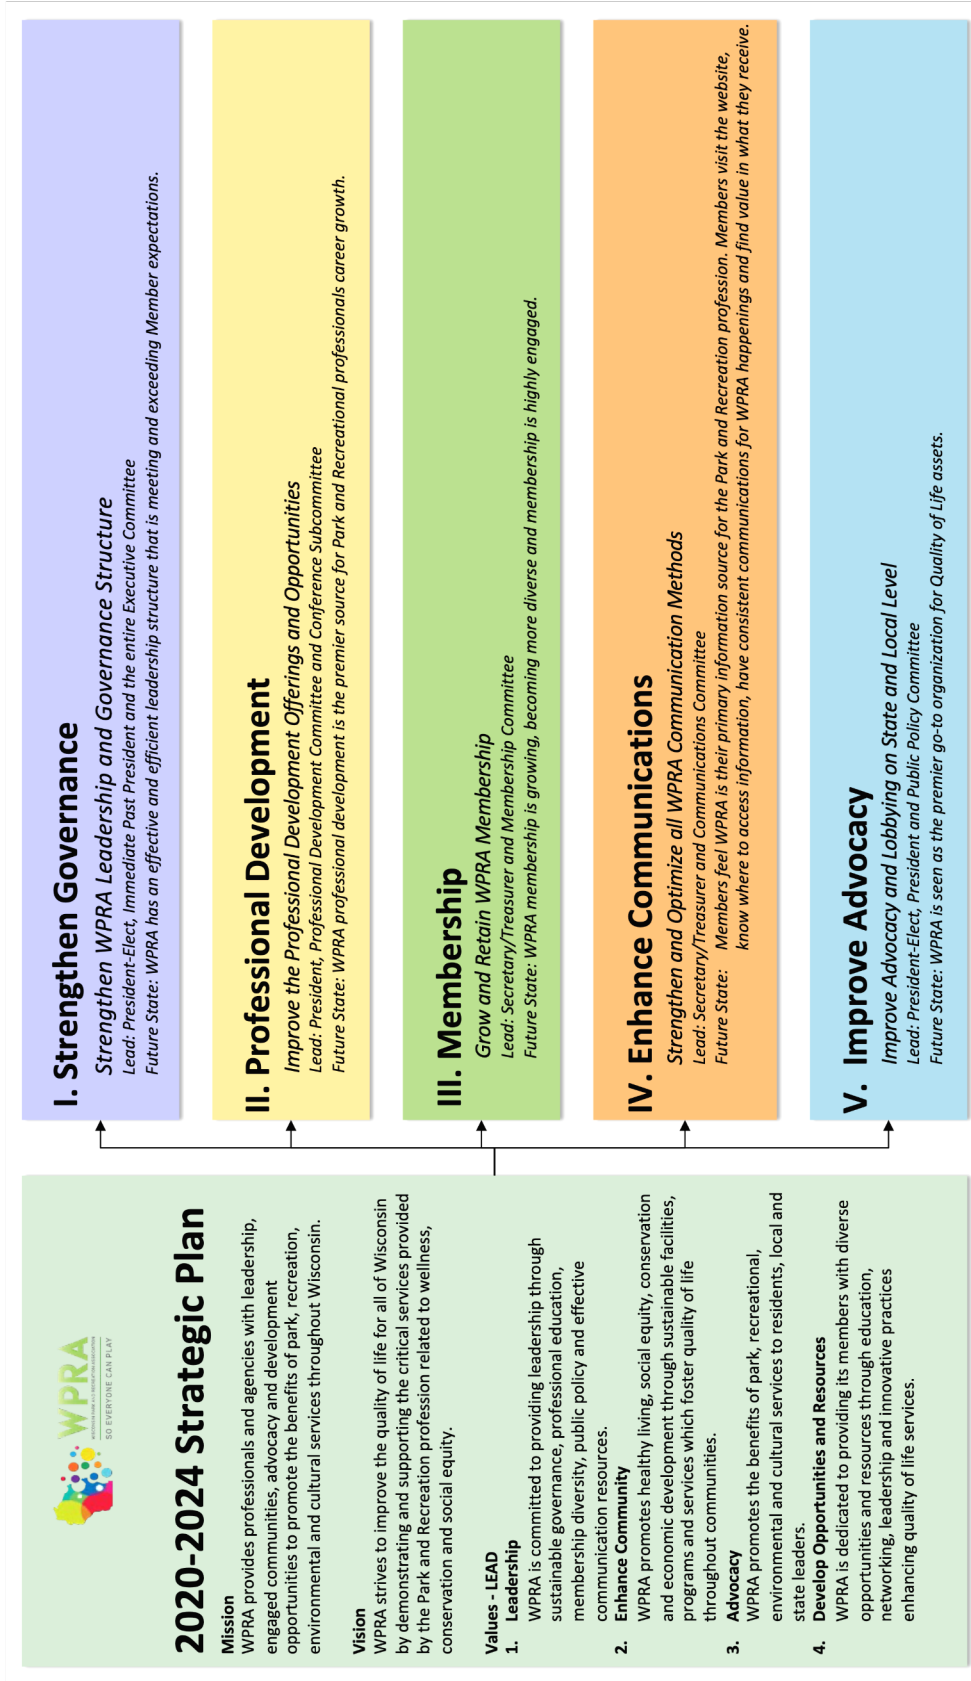 WPRA
WISCONSIN PARK & RECREATION ASSOCIATION
SO EVERYONE CAN PLAY
2020-2024 Strategic Plan
Mission
WPRA provides professionals and agencies with leadership,
engaged communities, advocacy and development
opportunities to promote the benefits of park, recreation,
environmental and cultural services throughout Wisconsin.
Vision
WPRA strives to improve the quality of life for all of Wisconsin
by demonstrating and supporting the critical services provided
by the Park and Recreation profession related to wellness,
conservation and social equity.
Values - LEAD
1. Leadership
WPRA is committed to providing leadership through
sustainable governance, professional education,
membership diversity, public policy and effective
communication resources.
2. Enhance Community
WPRA promotes healthy living, social equity, conservation
and economic development through sustainable facilities,
programs and services which foster quality of life
throughout communities.
3. Advocacy
WPRA promotes the benefits of park, recreational,
environmental and cultural services to residents, local and
state leaders.
4. Develop Opportunities and Resources
WPRA is dedicated to providing its members with diverse
opportunities and resources through education,
networking, leadership and innovative practices
enhancing quality of life services.
I. Strengthen Governance
Strengthen WPRA Leadership and Governance Structure
Lead: President-Elect, Immediate Past President and the entire Executive Committee
Future State: WPRA has an effective and efficient leadership structure that is meeting and exceeding Member expectations.
II. Professional Development
Improve the Professional Development Offerings and Opportunities
Lead: President, Professional Development Committee and Conference Subcommittee
Future State: WPRA professional development is the premier source for Park and Recreational professionals career growth.
III. Membership
Grow and Retain WPRA Membership
Lead: Secretary/Treasurer and Membership Committee
Future State: WPRA membership is growing, becoming more diverse and membership is highly engaged.
IV. Enhance Communications
Strengthen and Optimize all WPRA Communication Methods
Lead: Secretary/Treasurer and Communications Committee
Future State: Members feel WPRA is their primary information source for the Park and Recreation profession. Members visit the website,
know where to access information, have consistent communications for WPRA happenings and find value in what they receive.
V. Improve Advocacy
Improve Advocacy and Lobbying on State and Local Level
Lead: President-Elect, President and Public Policy Committee
Future State: WPRA is seen as the premier go-to organization for Quality of Life assets.